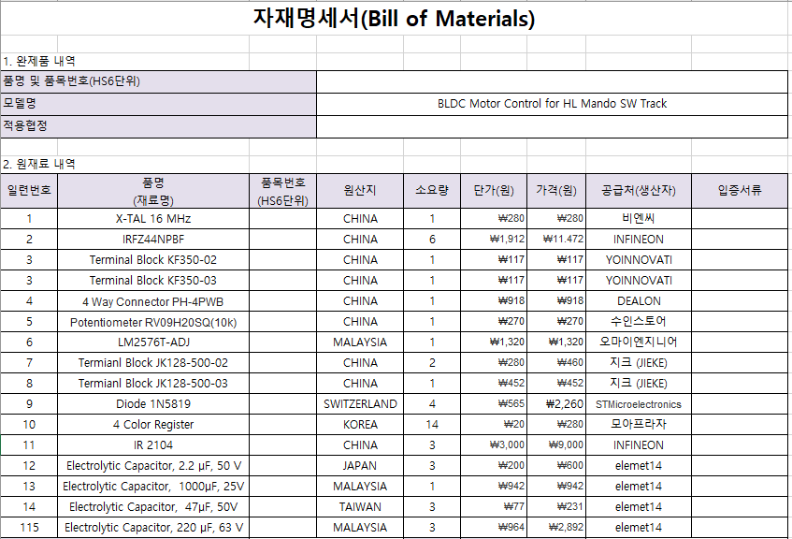 자재명세서(Bill of Materials)
1. 완제품 내역
품명 및 품목번호(HS6단위)
모델명 BLDC Motor Control for HL Mando SW Track
적용협정
2. 원재료 내역
일련번호 품명 (재료명) 품목번호 (HS6단위) 원산지 소요량 단가(원) 가격(원) 공급처(생산자) 입증서류
1 X-TAL 16 MHz CHINA 1 ₩280 ₩280 비엔씨
2 IRFZ44NPBF CHINA 6 ₩1,912 ₩11.472 INFINEON
3 Terminal Block KF350-02 CHINA 1 ₩117 ₩117 YOINNOVATI
3 Terminal Block KF350-03 CHINA 1 ₩117 ₩117 YOINNOVATI
4 4 Way Connector PH-4PWB CHINA 1 ₩918 ₩918 DEALON
5 Potentiometer RV09H20SQ(10k) CHINA 1 ₩270 ₩270 수인스토어
6 LM2576T-ADJ MALAYSIA 1 ₩1,320 ₩1,320 오마이엔지니어
7 Termianl Block JK128-500-02 CHINA 2 ₩280 ₩460 지크 (JIEKE)
8 Termianl Block JK128-500-03 CHINA 1 ₩452 ₩452 지크 (JIEKE)
9 Diode 1N5819 SWITZERLAND 4 ₩565 ₩2,260 STMicroelectronics
10 4 Color Register KOREA 14 ₩20 ₩280 모아프라자
11 IR 2104 CHINA 3 ₩3,000 ₩9,000 INFINEON
12 Electrolytic Capacitor, 2.2 μF, 50 V JAPAN 3 ₩200 ₩600 elemet14
13 Electrolytic Capacitor, 1000μF, 25V MALAYSIA 1 ₩942 ₩942 elemet14
14 Electrolytic Capacitor, 47μF, 50V TAIWAN 3 ₩77 ₩231 elemet14
115 Electrolytic Capacitor, 220 μF, 63 V MALAYSIA 3 ₩964 ₩2,892 elemet14